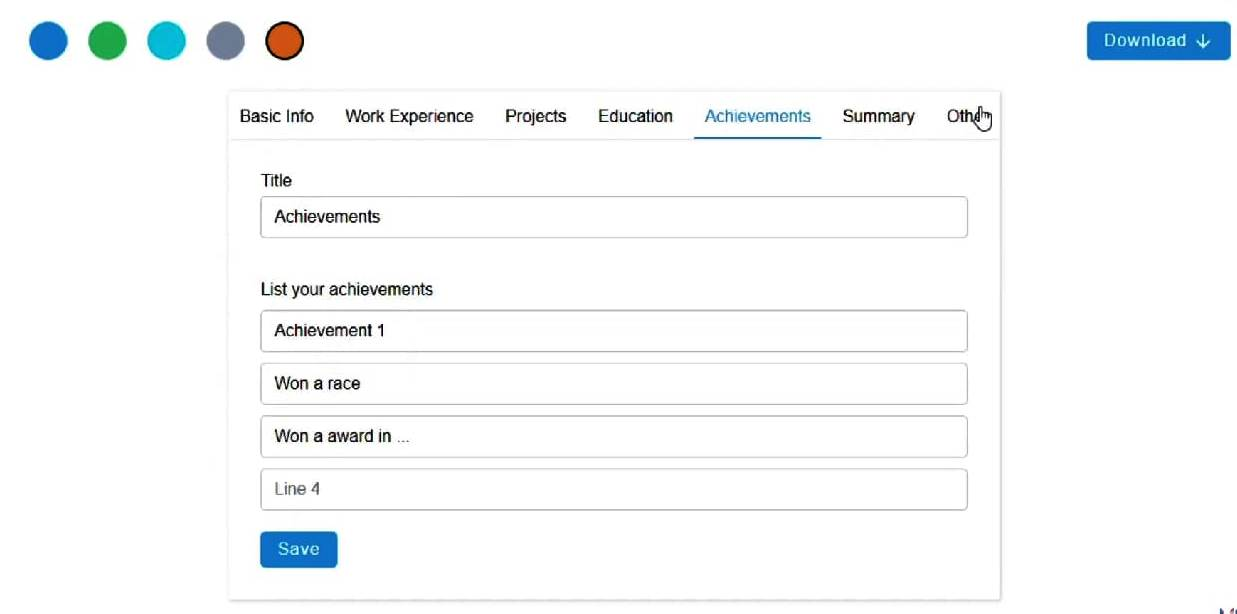 Download ↓
Basic Info Work Experience Projects Education Achievements Summary
Title
Achievements
List your achievements
Achievement 1
Won a race
Won a award in ...
Line 4
Save